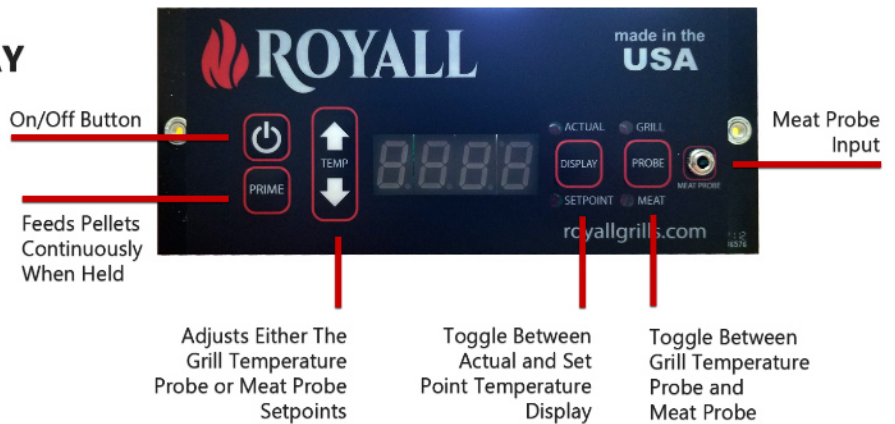 AY
ROYALL
made in the
USA
On/Off Button
ACTUAL
GRILL
Meat Probe
Input
TEMP
DISPLAY
PROBE
PRIME
MEAT PROBE
SETPOINT
MEAT
Feeds Pellets
Continuously
When Held
royallgrills.com
Adjusts Either The
Grill Temperature
Probe or Meat Probe
Setpoints
Toggle Between
Actual and Set
Point Temperature
Display
Toggle Between
Grill Temperature
Probe and
Meat Probe